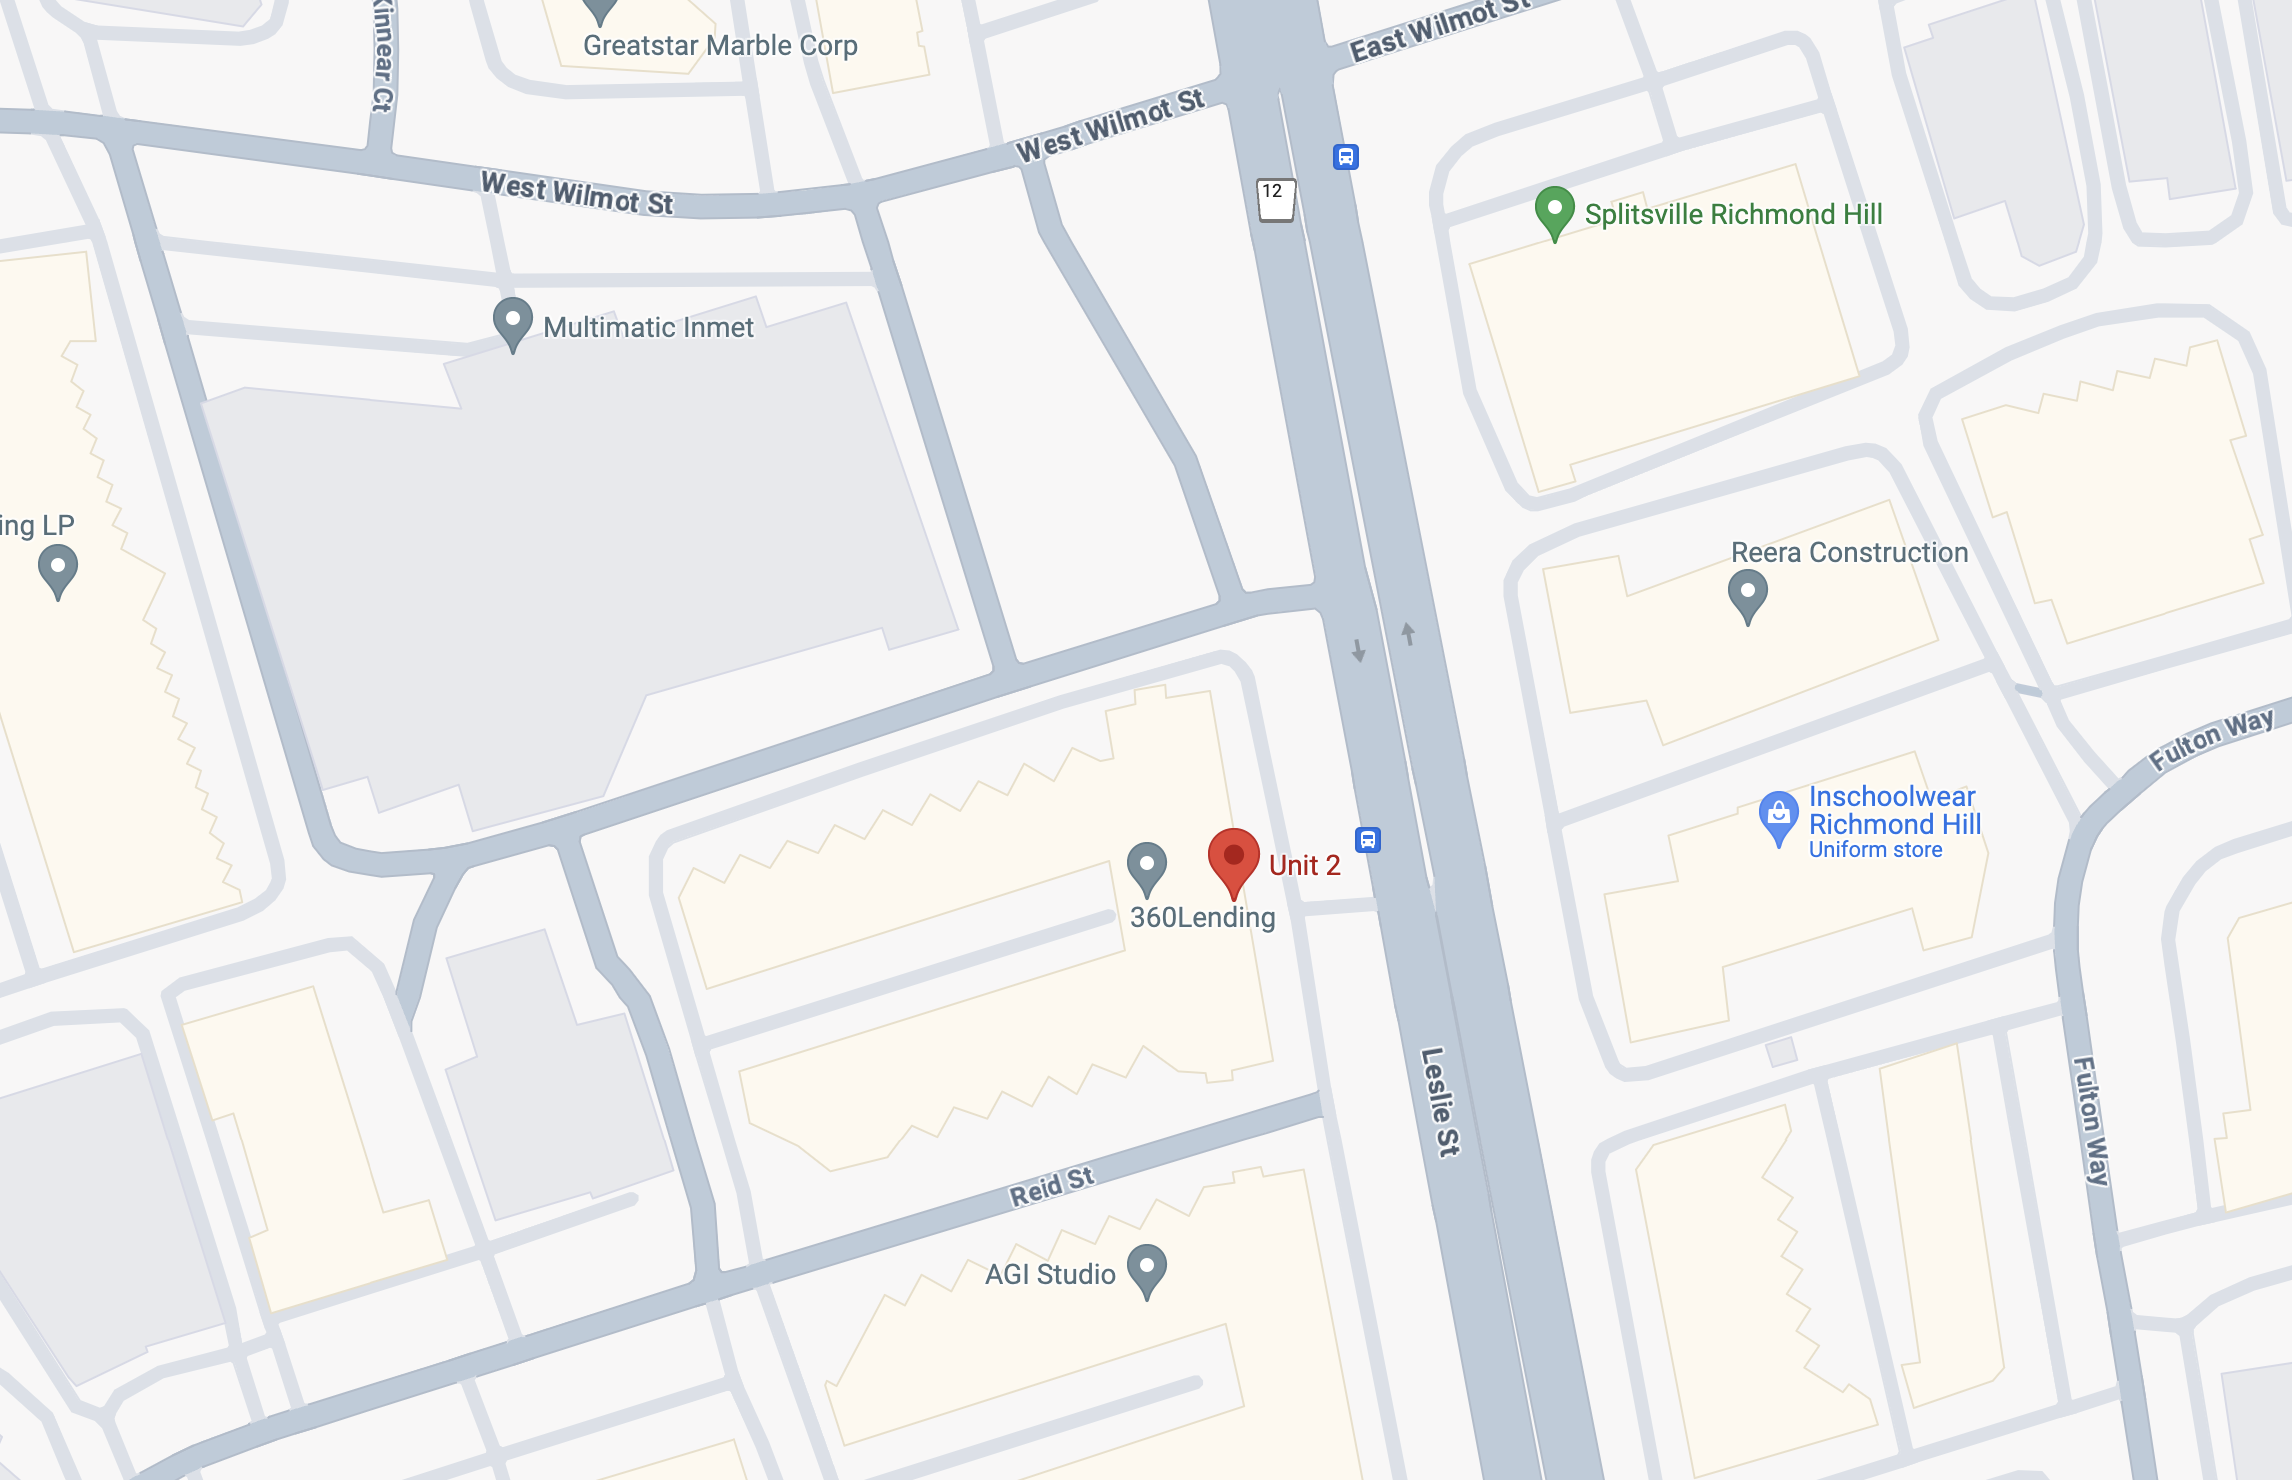 Kinnear Ct
Greatstar Marble Corp
East Wilmot St
West Wilmot St
West Wilmot St
12
Splitsville Richmond Hill
Multimatic Inmet
ing LP
Reera Construction
Fulton Way
Inschoolwear
Richmond Hill
Uniform store
Unit 2
360Lending
Leslie St
Fulton Way
Reid St
AGI Studio